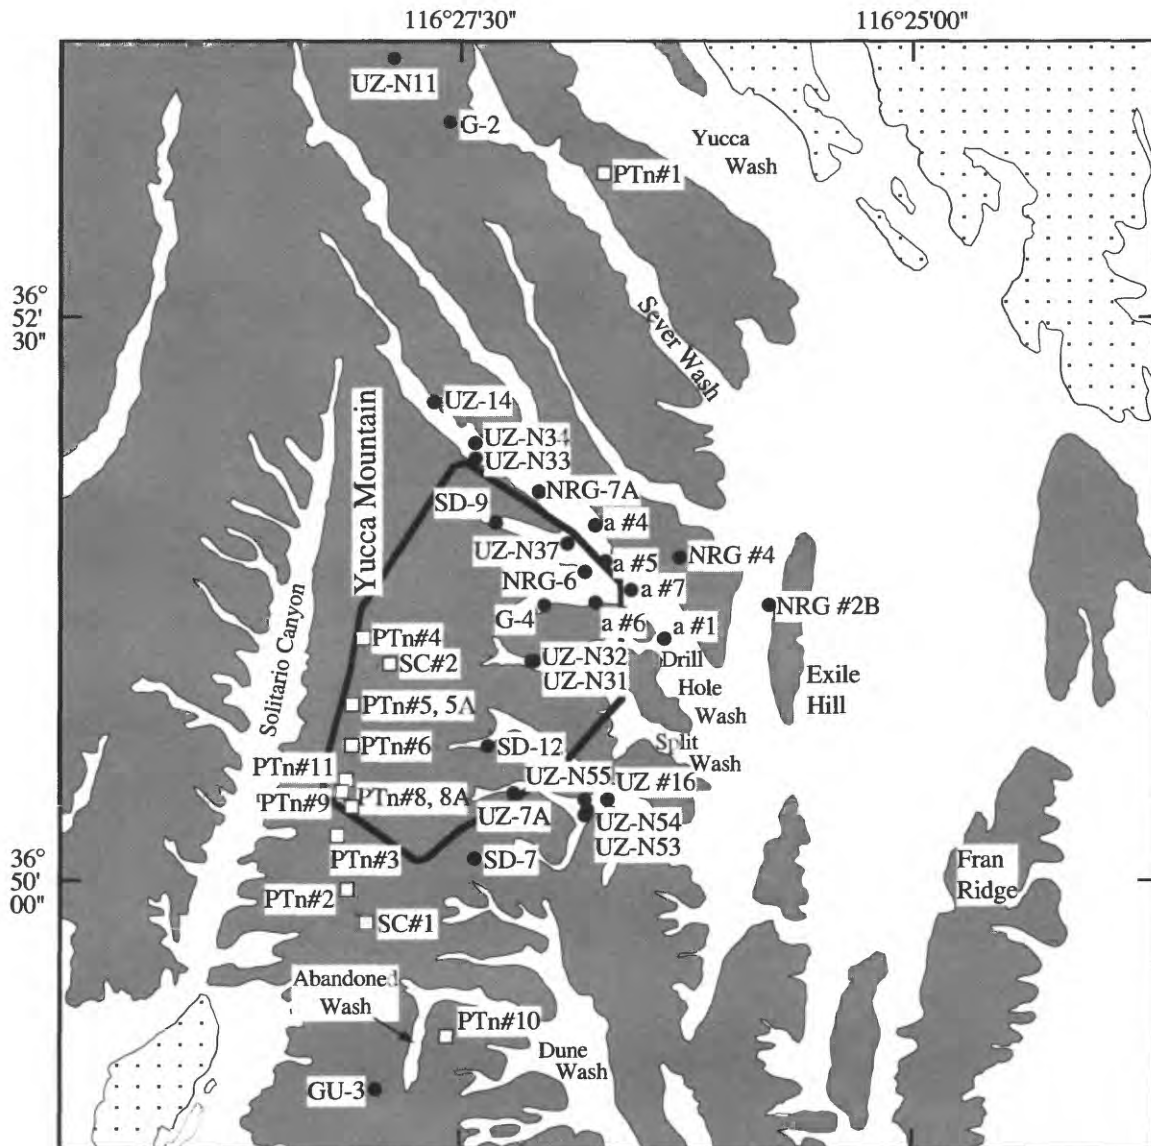 116°27'30"
116°25'00"
UZ-N11
G-2
Yucca
Wash
PTn#1
36°
52'
30"
Sever Wash
Yucca Mountain
UZ-14
UZ-N34
UZ-N33
NRG-7A
SD-9
a #4
UZ-N37
a #5
NRG #4
NRG-6
a #7
NRG #2B
G-4
a #6
a #1
Solitario Canyon
PTn#4
SC#2
UZ-N32
UZ-N31
Drill
Hole
Wash
Exile
Hill
PTn#5, 5A
PTn#6
SD-12
Split
Wash
PTn#11
UZ-N55
UZ #16
PTn#9
PTn#8, 8A
UZ-7A
UZ-N54
UZ-N53
PTn#3
SD-7
36°
50'
00"
Fran
Ridge
PTn#2
SC#1
Abandoned
Wash
PTn#10
Dune
Wash
GU-3